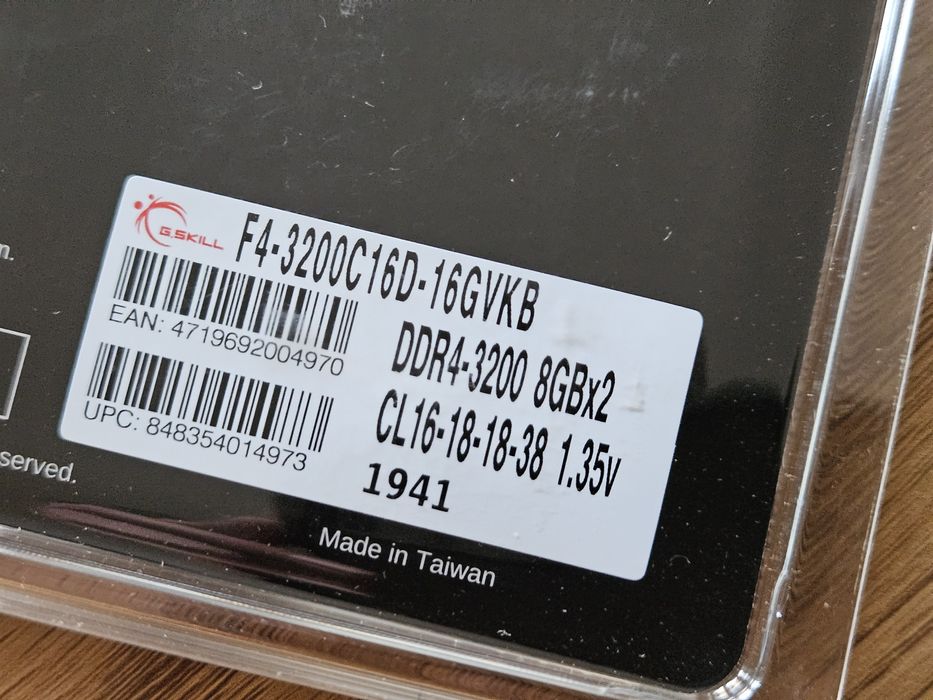 G.SKILL
F4-3200C16D-16GVKB
EAN: 4719692004970
DDR4-3200 8GBx2
UPC: 848354014973
CL16-18-18-38 1.35v
1941
served.
Made in Taiwan